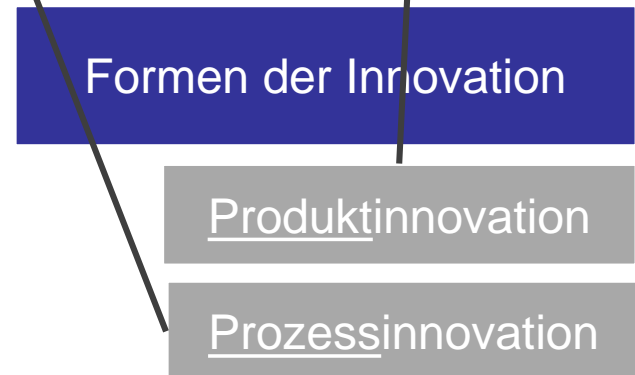 Formen der Innovation
Produktinnovation
Prozessinnovation